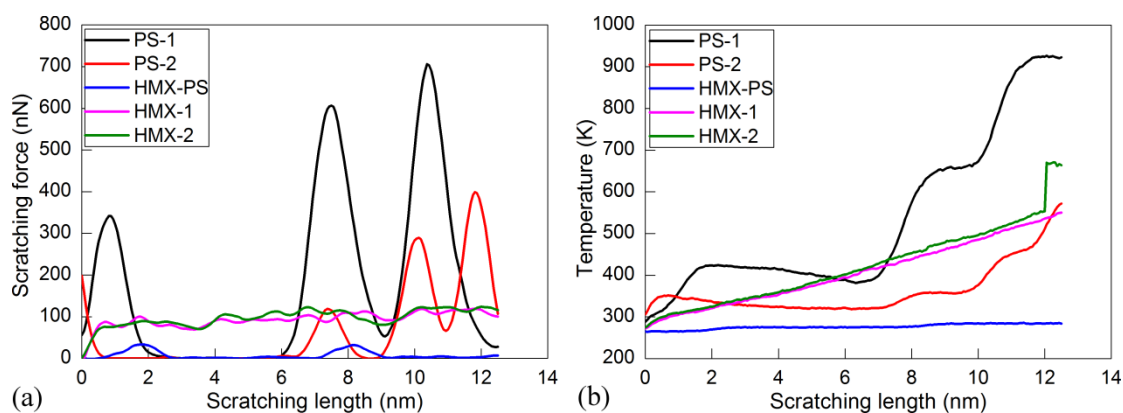 800
700
600
500
400
300
200
100
0
Scratching force (nN)
PS-1
PS-2
HMX-PS
HMX-1
HMX-2
0 2 4 6 8 10 12 14
Scratching length (nm)
(a)
1000
900
800
700
600
500
400
300
200
Temperature (K)
PS-1
PS-2
HMX-PS
HMX-1
HMX-2
0 2 4 6 8 10 12 14
Scratching length (nm)
(b)